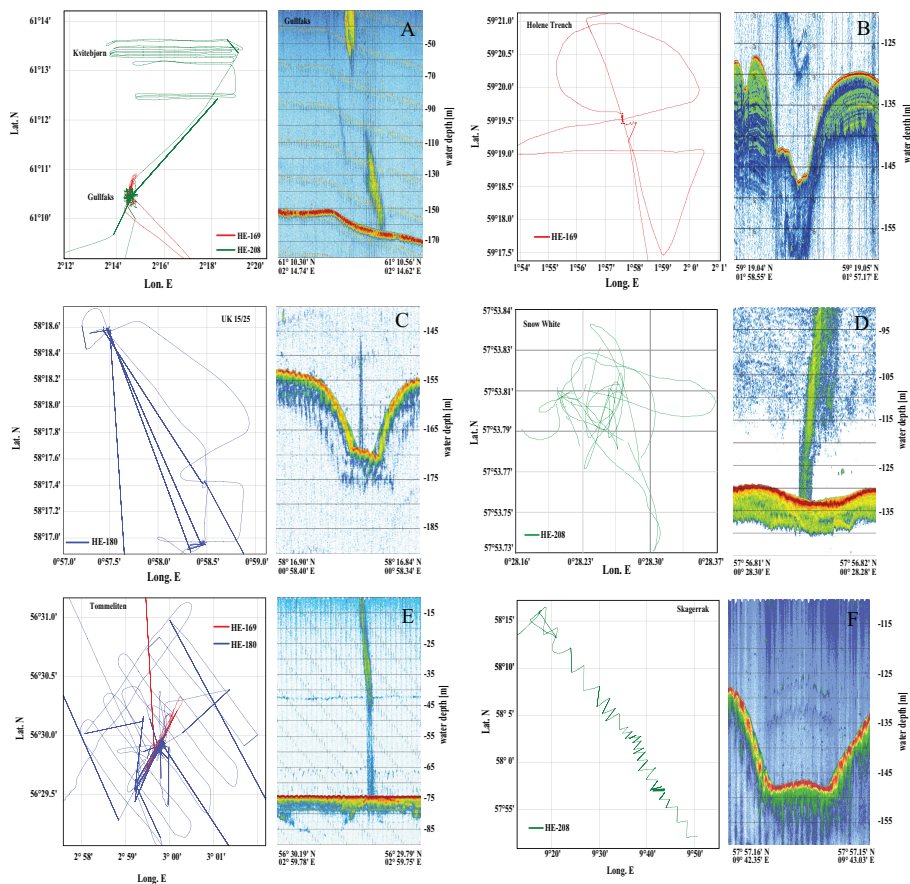 61°14'
61°13'
61°12'
61°11'
61°10'
Lat. N
Kvitebjørn
Gullfaks
HE-169
HE-208
2°12' 2°14' 2°16' 2°18' 2°20'
Lon. E
Gullfaks
A
-50
-70
-90
-110
-130
-150
-170
water depth [m]
61° 10.30' N 61° 10.56' N
02° 14.74' E 02° 14.62' E
59°21.0'
59°20.5'
59°20.0'
59°19.5'
59°19.0'
59°18.5'
59°18.0'
59°17.5'
Lat. N
Holene Trench
HE-169
1°54' 1°55' 1°56' 1°57' 1°58' 1°59' 2° 0' 2° 1'
Long. E
B
-125
-135
-145
-155
water depth [m]
59° 19.04' N 59° 19.05' N
01° 58.55' E 01° 57.17' E
58°18.6'
58°18.4'
58°18.2'
58°18.0'
58°17.8'
58°17.6'
58°17.4'
58°17.2'
58°17.0'
Lat. N
UK 15/25
HE-180
0°57.0' 0°57.5' 0°58.0' 0°58.5' 0°59.0'
Long. E
C
-145
-155
-165
-175
-185
water depth [m]
58° 16.90' N 58° 16.84' N
00° 58.40' E 00° 58.34' E
57°53.84'
57°53.83'
57°53.81'
57°53.79'
57°53.77'
57°53.75'
57°53.73'
Lat. N
Snow White
HE-208
0°28.16' 0°28.23' 0°28.30' 0°28.37'
Lon. E
D
-95
-105
-115
-125
-135
water depth [m]
57° 56.81' N 57° 56.82' N
00° 28.30' E 00° 28.28' E
56°31.0'
56°30.5'
56°30.0'
56°29.5'
Lat. N
Tommeliten
HE-169
HE-180
2° 58' 2° 59' 3° 00' 3° 01'
Long. E
E
-15
-25
-35
-45
-55
-65
-75
-85
water depth [m]
56° 30.19' N 56° 29.79' N
02° 59.78' E 02° 59.75' E
58°15'
58°10'
58° 5'
58° 0'
57°55'
Lat. N
Skagerrak
HE-208
9°20' 9°30' 9°40' 9°50'
Long. E
F
-115
-125
-135
-145
-155
water depth [m]
57° 57.16' N 57° 57.15' N
09° 42.35' E 09° 43.03' E